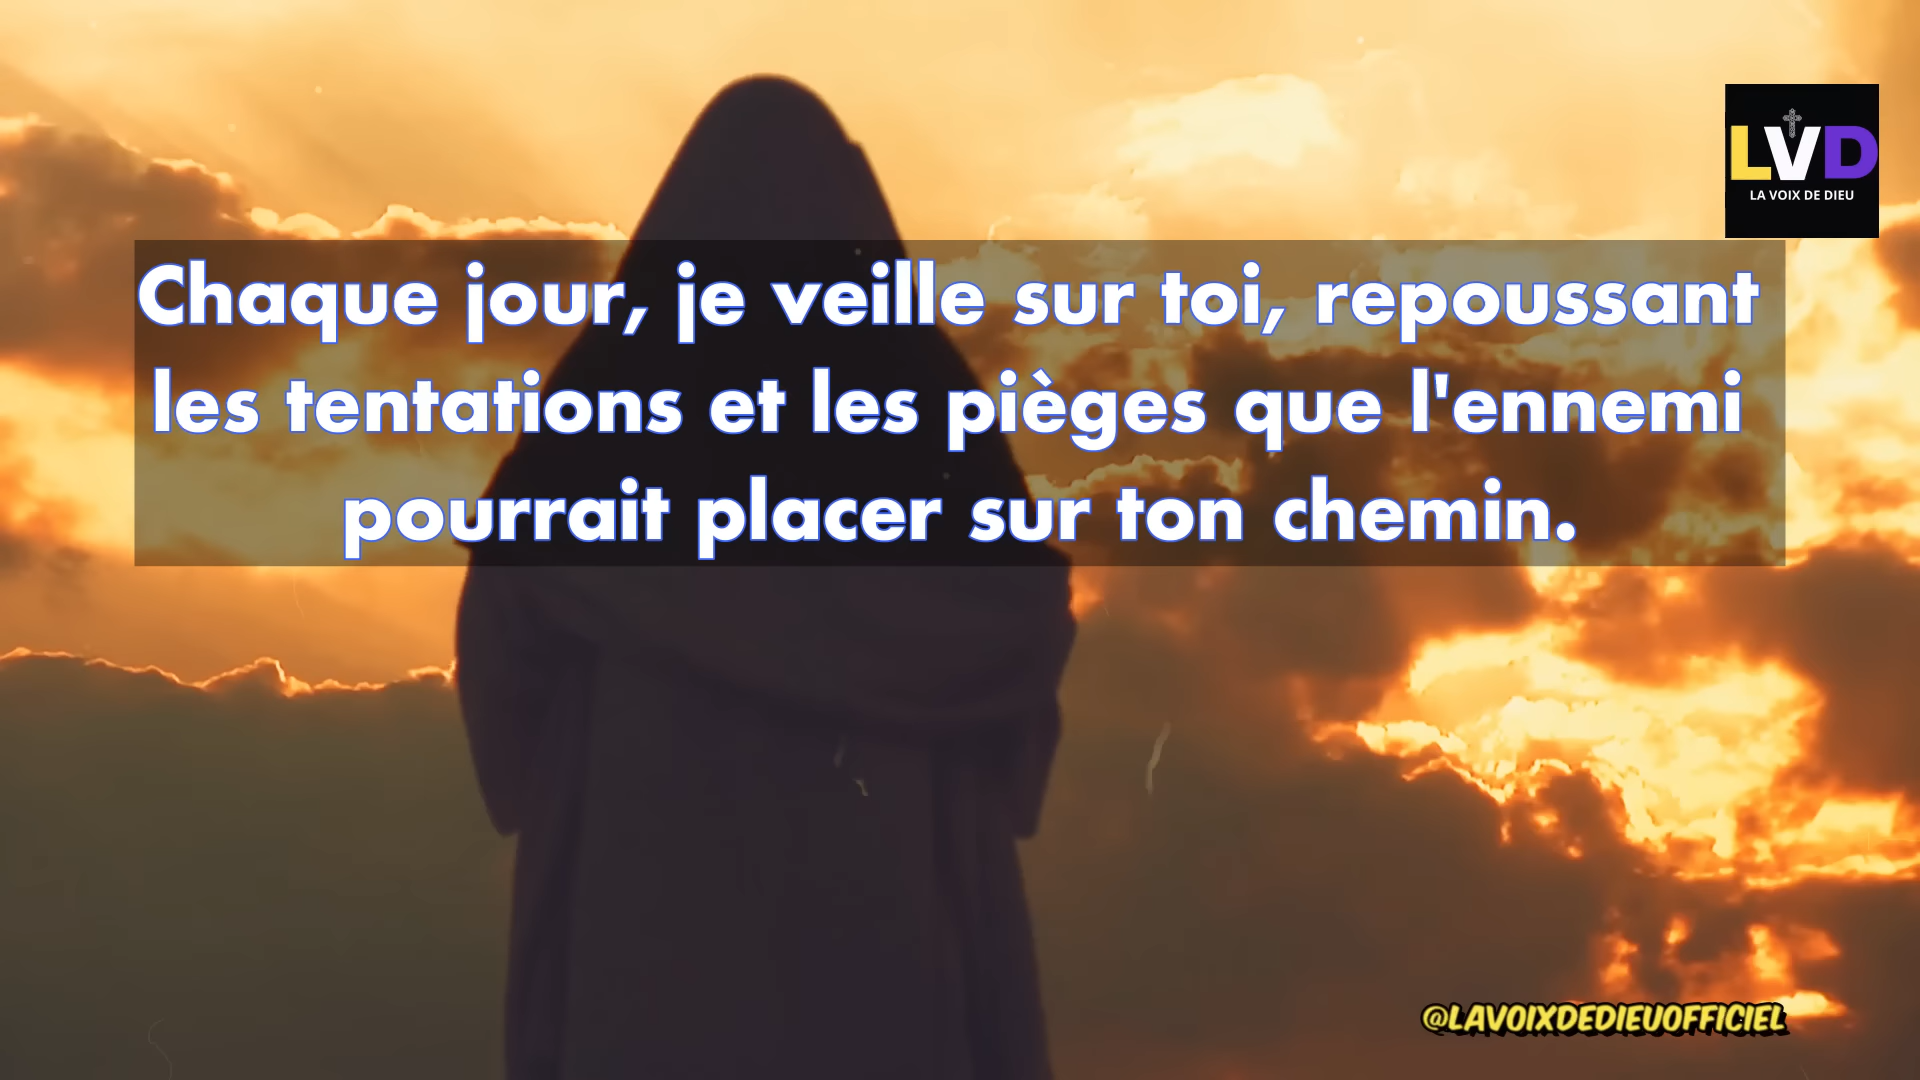 LVD
LA VOIX DE DIEU
Chaque jour, je veille sur toi, repoussant
les tentations et les pièges que l'ennemi
pourrait placer sur ton chemin.
@LAVOIXDEDIEUOFFICIEL